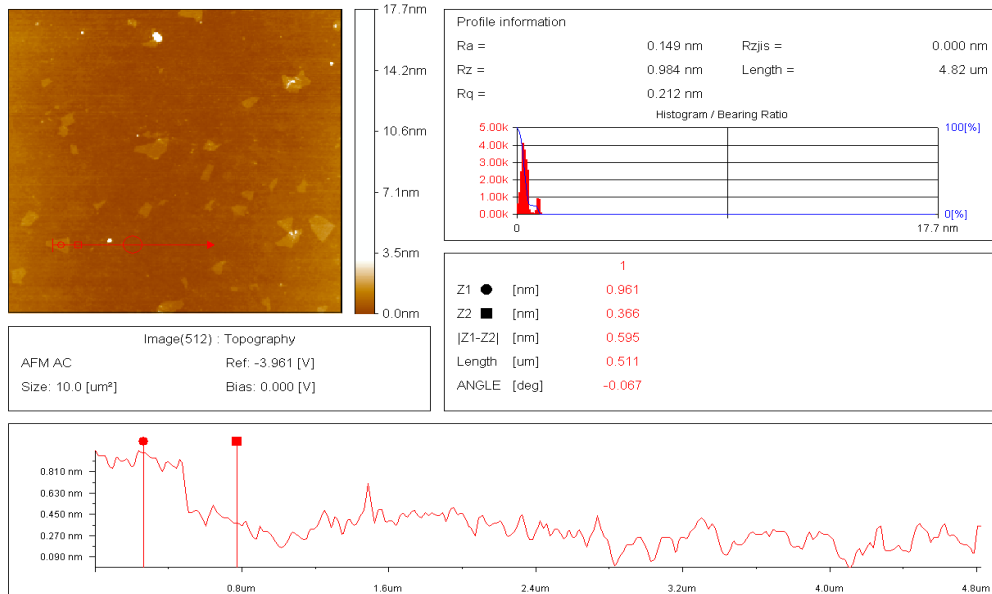 17.7nm
14.2nm
10.6nm
7.1nm
3.5nm
0.0nm
Image(512) : Topography
AFM AC Ref: -3.961 [V]
Size: 10.0 [um²] Bias: 0.000 [V]
Profile information
Ra = 0.149 nm Rzjis = 0.000 nm
Rz = 0.984 nm Length = 4.82 um
Rq = 0.212 nm
Histogram / Bearing Ratio
5.00k 100[%]
4.00k
3.00k
2.00k
1.00k
0.00k 0[%]
0 17.7 nm
1
Z1 [nm] 0.961
Z2 [nm] 0.366
|Z1-Z2| [nm] 0.595
Length [um] 0.511
ANGLE [deg] -0.067
0.810 nm
0.630 nm
0.450 nm
0.270 nm
0.090 nm
0.8um 1.6um 2.4um 3.2um 4.0um 4.8um